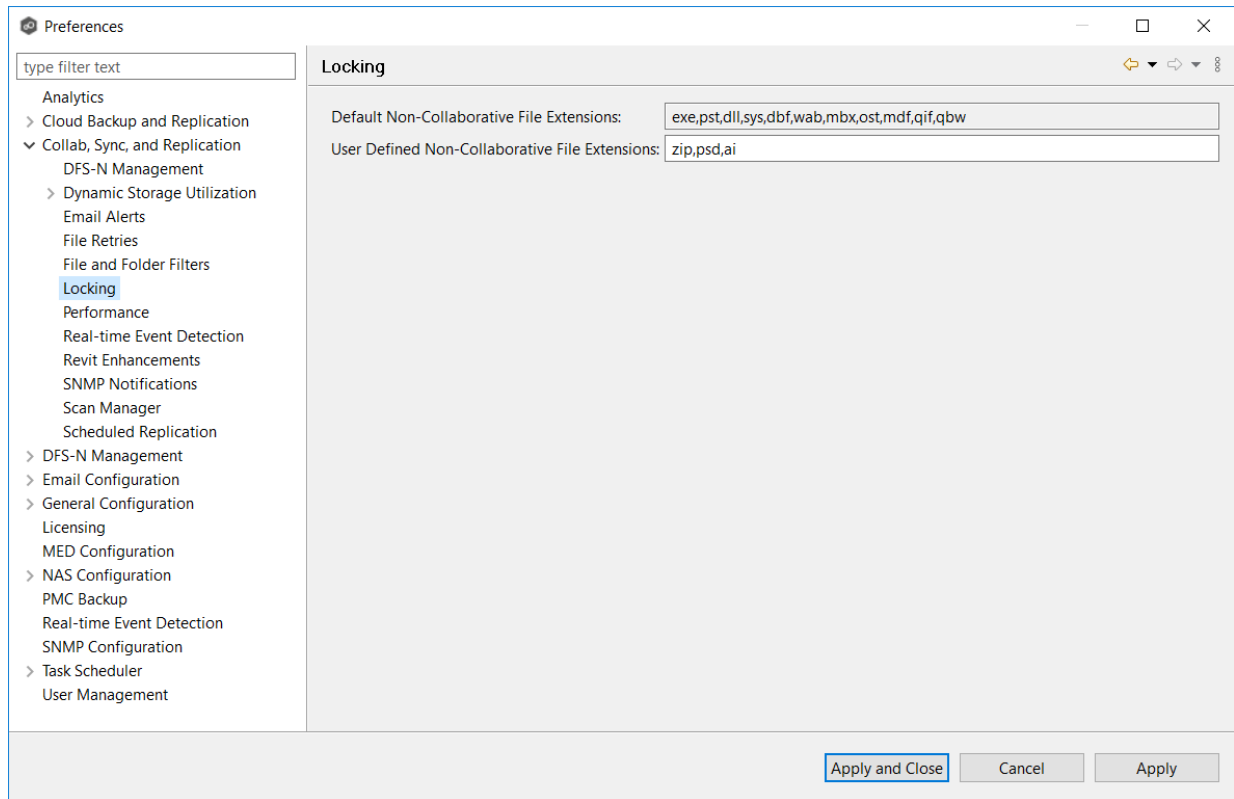 Preferences
type filter text
Analytics
Cloud Backup and Replication
Collab, Sync, and Replication
DFS-N Management
Dynamic Storage Utilization
Email Alerts
File Retries
File and Folder Filters
Locking
Performance
Real-time Event Detection
Revit Enhancements
SNMP Notifications
Scan Manager
Scheduled Replication
DFS-N Management
Email Configuration
General Configuration
Licensing
MED Configuration
NAS Configuration
PMC Backup
Real-time Event Detection
SNMP Configuration
Task Scheduler
User Management
Locking
Default Non-Collaborative File Extensions: exe,pst,dll,sys,dbf,wab,mbx,ost,mdf,qif,qbw
User Defined Non-Collaborative File Extensions: zip,psd,ai
Apply and Close Cancel Apply